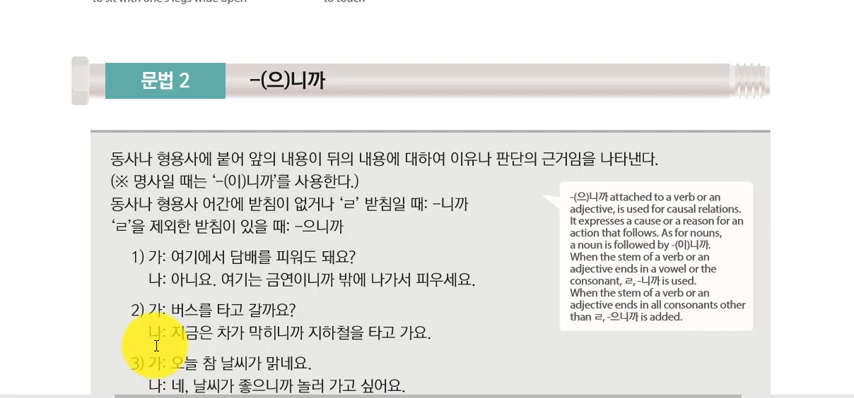 to sit with one's legs wide open
to touch
문법 2
-(으)니까
동사나 형용사에 붙어 앞의 내용이 뒤의 내용에 대하여 이유나 판단의 근거임을 나타낸다.
(※ 명사일 때는 '-(이)니까'를 사용한다.)
동사나 형용사 어간에 받침이 없거나 'ㄹ' 받침일 때: -니까
'ㄹ'을 제외한 받침이 있을 때: -으니까
-(으)니까 attached to a verb or an
adjective, is used for causal relations.
It expresses a cause or a reason for an
action that follows. As for nouns,
a noun is followed by -(이)니까.
When the stem of a verb or an
adjective ends in a vowel or the
consonant, ㄹ, -니까 is used.
When the stem of a verb or an
adjective ends in all consonants other
than ㄹ, -으니까 is added.
1) 가: 여기에서 담배를 피워도 돼요?
나: 아니요. 여기는 금연이니까 밖에 나가서 피우세요.
2) 가: 버스를 타고 갈까요?
나: 지금은 차가 막히니까 지하철을 타고 가요.
3) 가: 오늘 참 날씨가 맑네요.
나: 네, 날씨가 좋으니까 놀러 가고 싶어요.